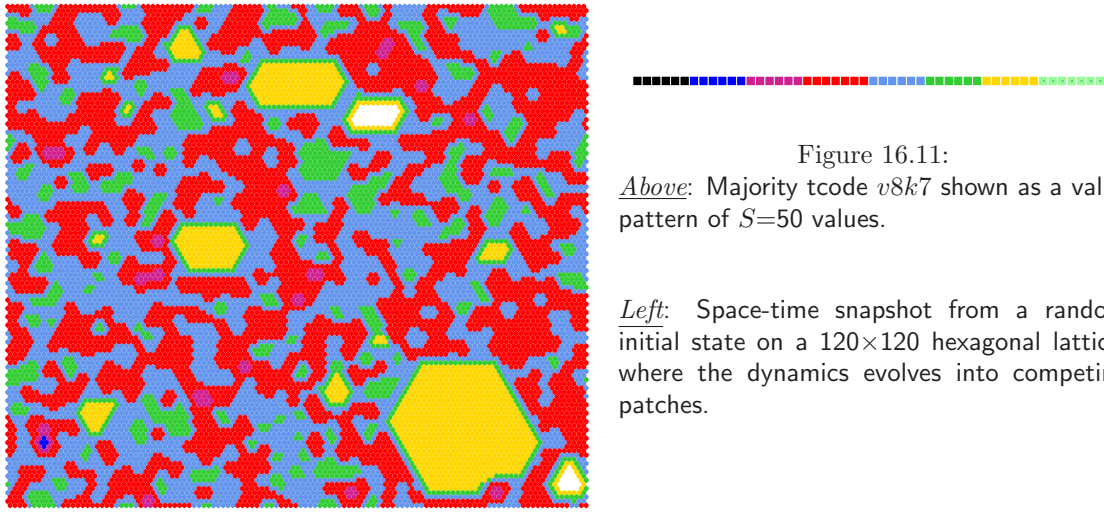 Figure 16.11:
Above: Majority tcode v8k7 shown as a val
pattern of S=50 values.
Left: Space-time snapshot from a rando
initial state on a 120×120 hexagonal lattic
where the dynamics evolves into competin
patches.